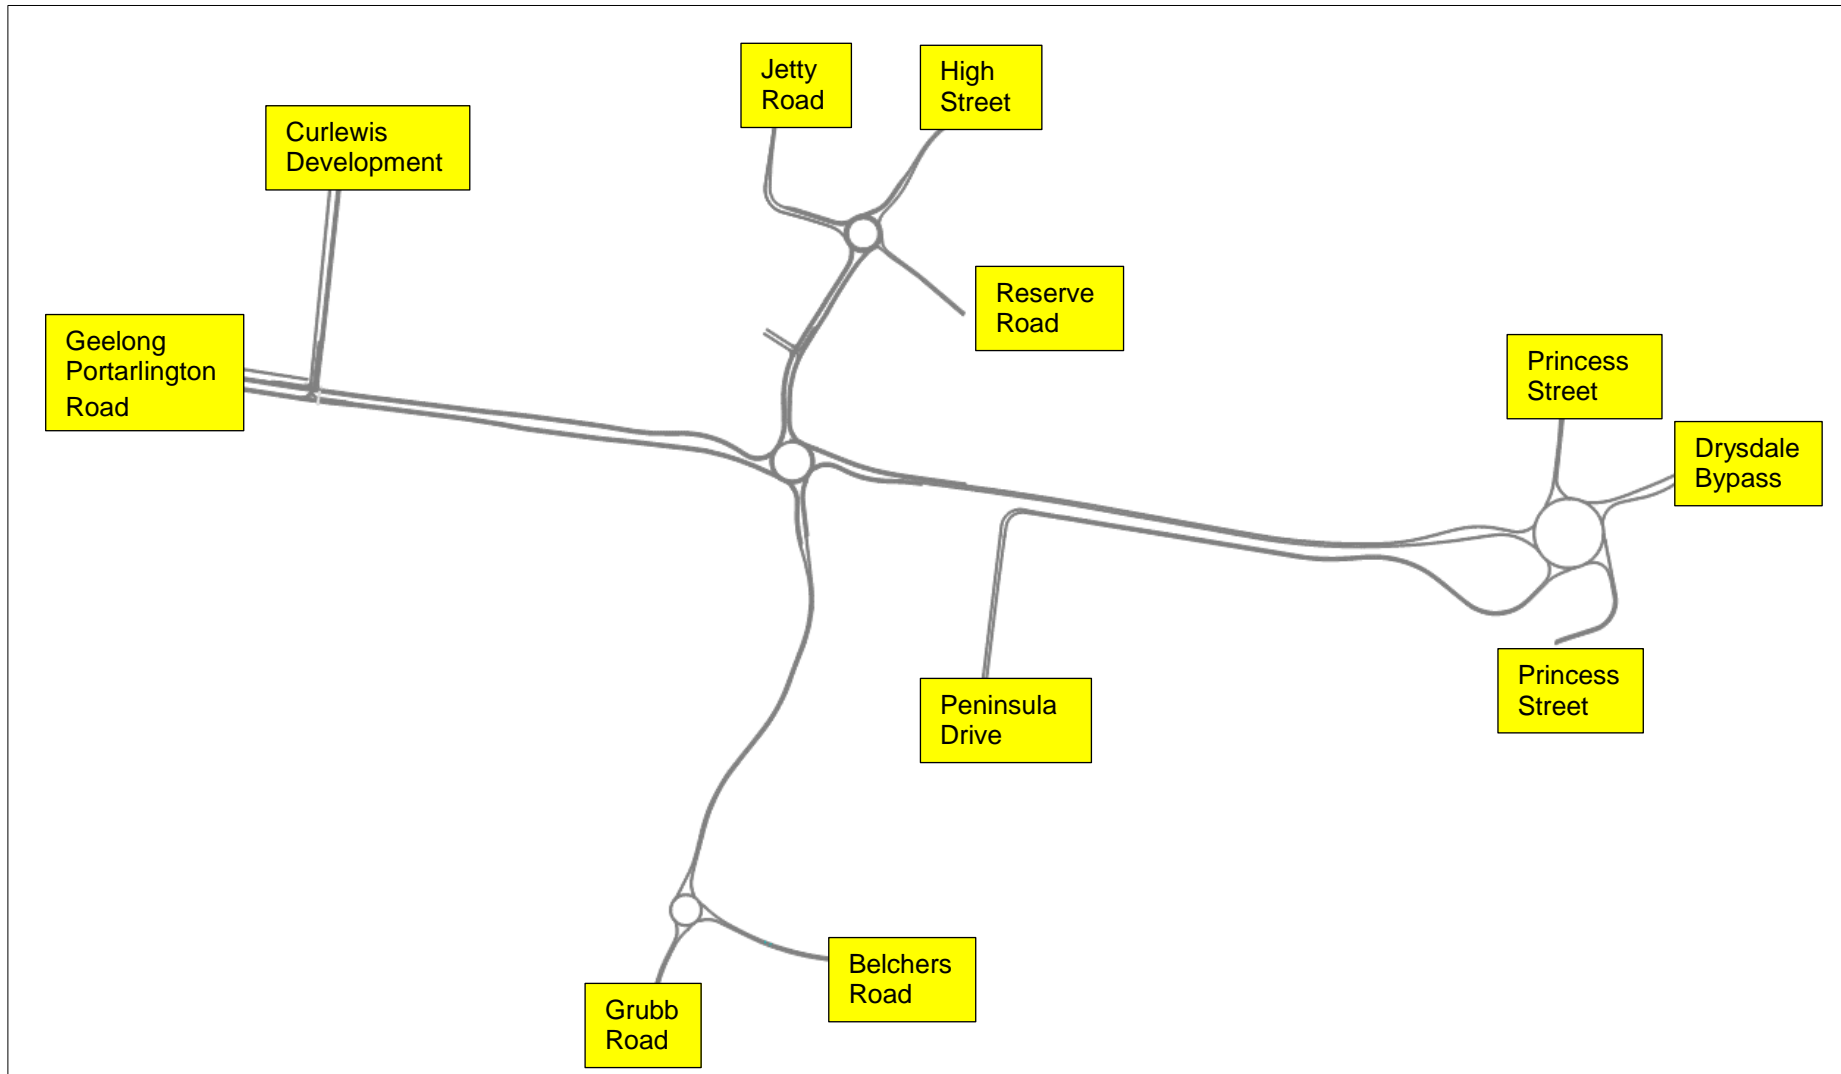 Jetty
Road
High
Street
Curlewis
Development
Reserve
Road
Geelong
Portarlington
Road
Princess
Street
Drysdale
Bypass
Princess
Street
Peninsula
Drive
Belchers
Road
Grubb
Road